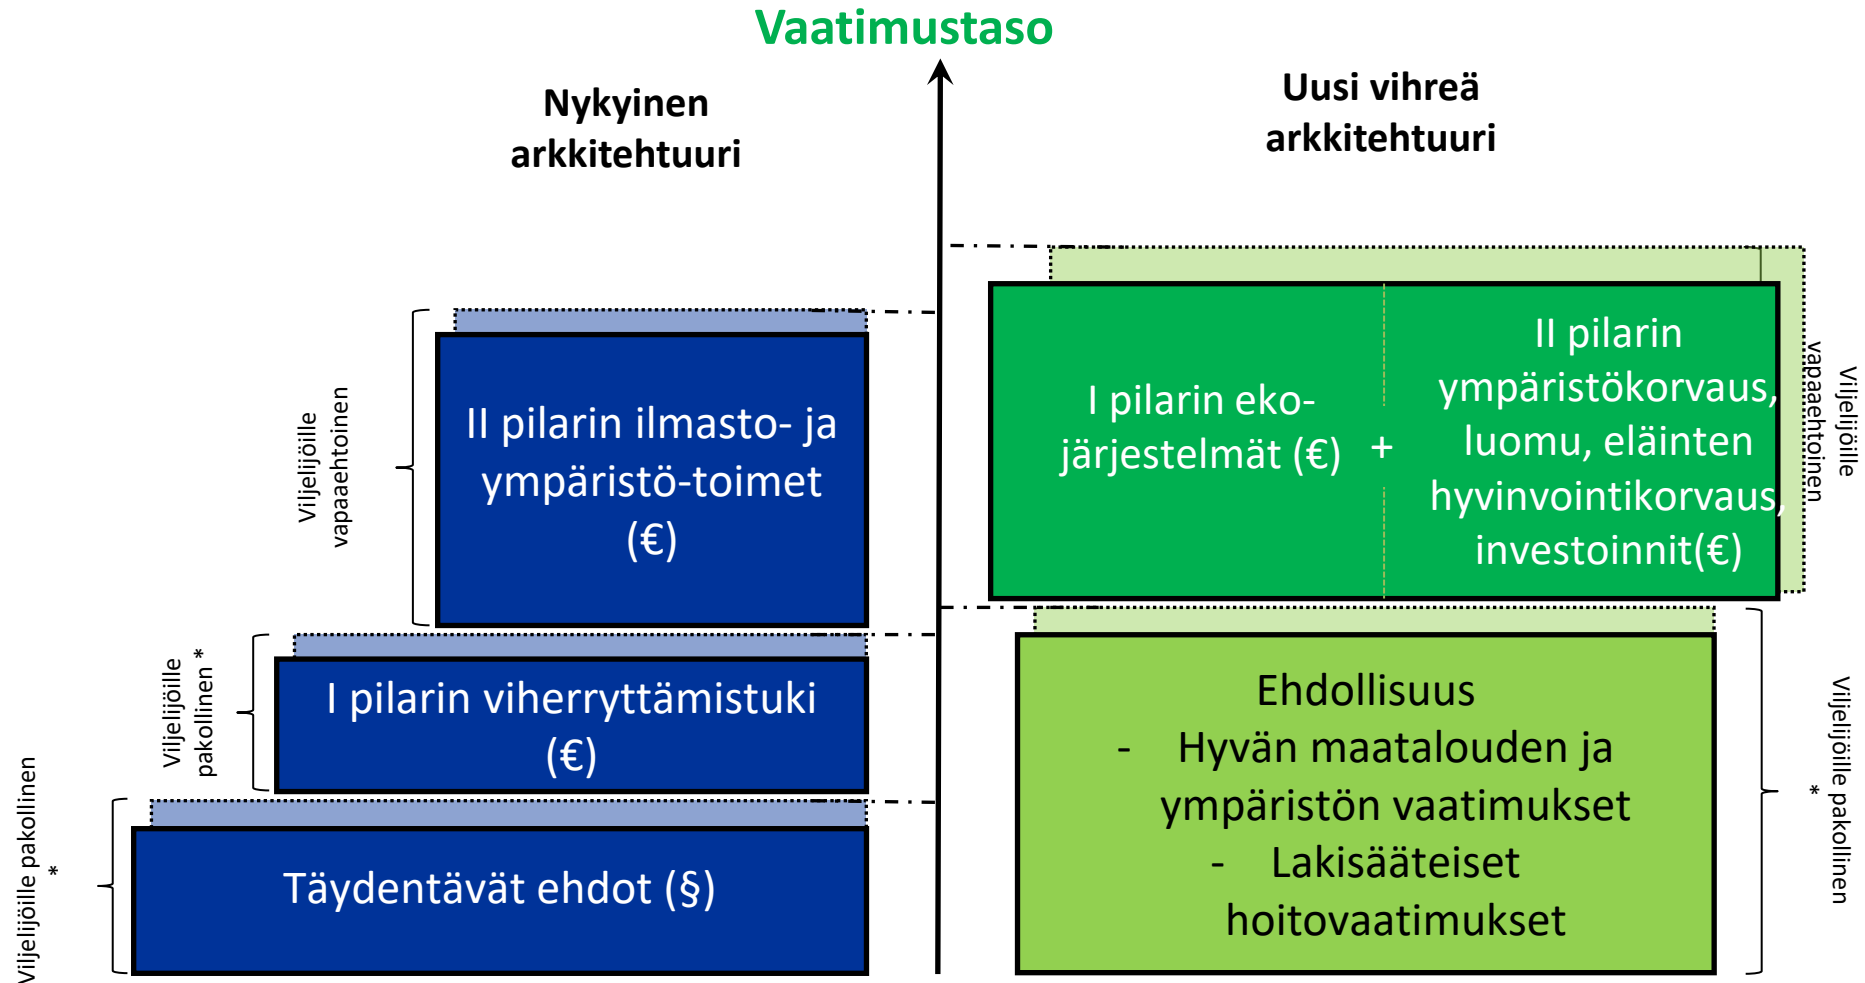 Vaatimustaso
Nykyinen
arkkitehtuuri
Uusi vihreä
arkkitehtuuri
Viljelijöille
vapaaehtoinen
II pilarin ilmasto- ja
ympäristö-toimet
(€)
Viljelijöille
pakollinen *
I pilarin viherryttämistuki
(€)
Viljelijöille pakollinen
*
Täydentävät ehdot (§)
I pilarin eko-
järjestelmät (€)
+
II pilarin
ympäristökorvaus,
luomu, eläinten
hyvinvointikorvaus,
investoinnit(€)
Viljelijöille
vapaaehtoinen
Ehdollisuus
- Hyvän maatalouden ja
ympäristön vaatimukset
- Lakisääteiset
hoitovaatimukset
Viljelijöille pakollinen
*